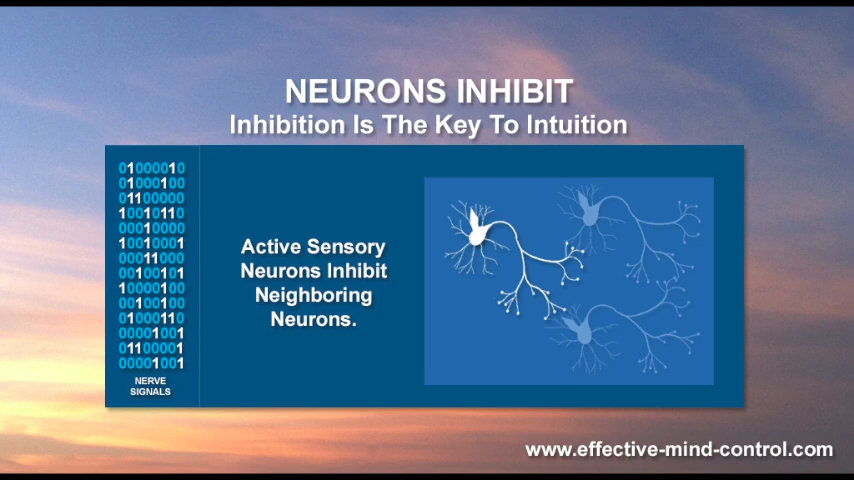 NEURONS INHIBIT
Inhibition Is The Key To Intuition
01000010
01000100
01100000
10010110
00010000
10010001
00011000
00100101
10000100
00100100
01000110
00001001
01100001
00001001
NERVE
SIGNALS
Active Sensory
Neurons Inhibit
Neighboring
Neurons.
www.effective-mind-control.com